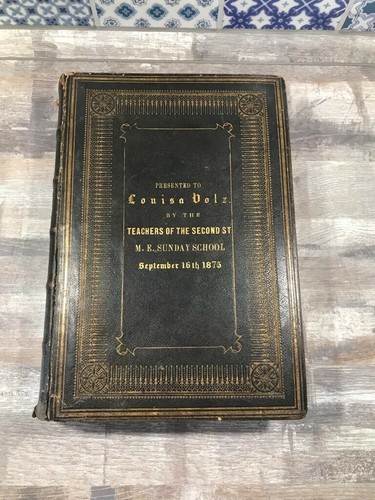 PRESENTED TO
Louisa Volz.
BY THE
TEACHERS OF THE SECOND ST
M. E., SUNDAY SCHOOL
September 16th 1875